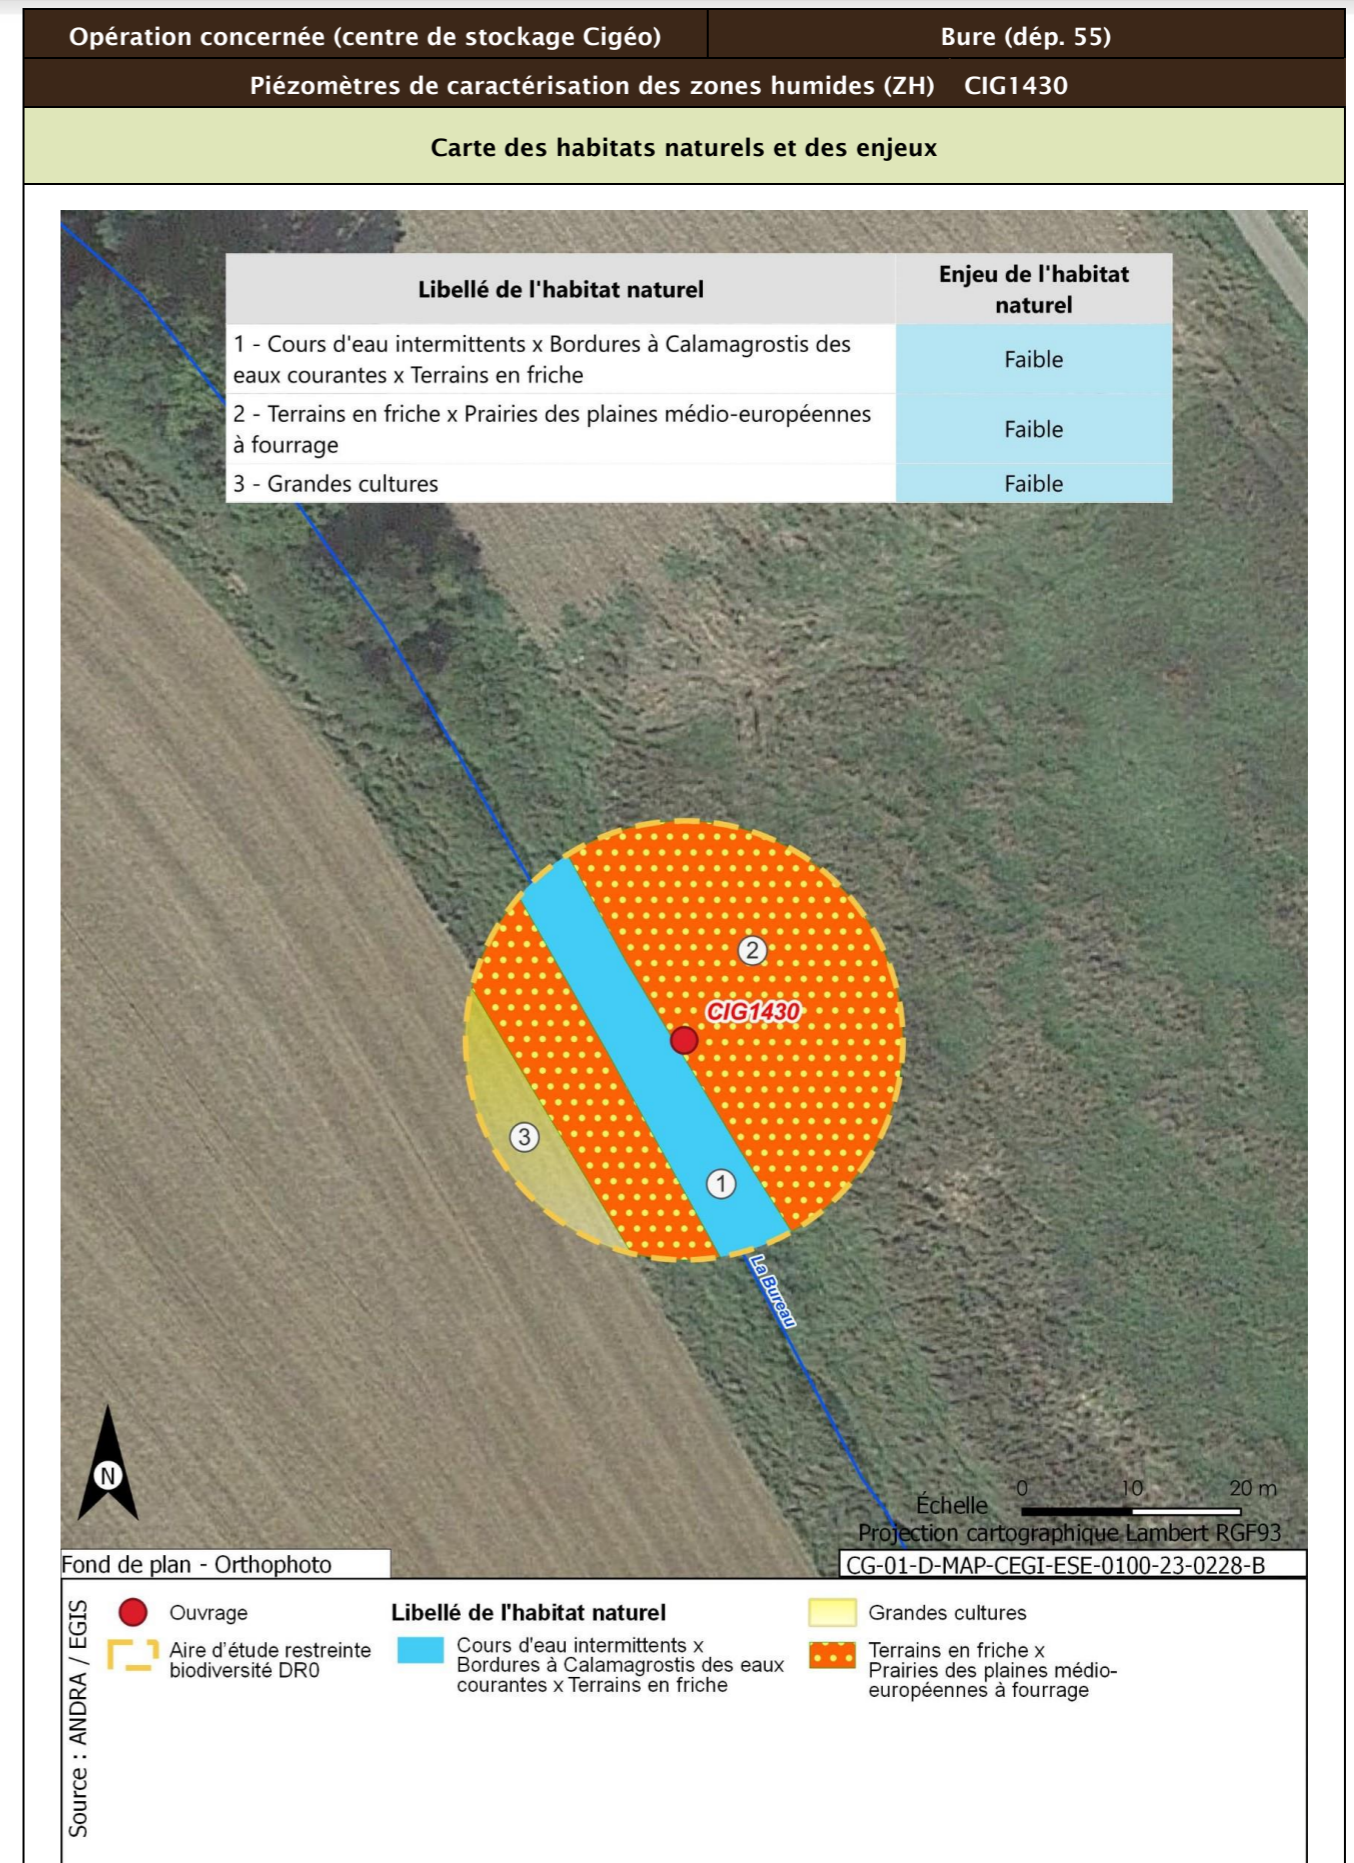 Opération concernée (centre de stockage Cigéo)
Bure (dép. 55)
Piézomètres de caractérisation des zones humides (ZH) CIG1430
Carte des habitats naturels et des enjeux
Libellé de l'habitat naturel
Enjeu de l'habitat
naturel
1 - Cours d'eau intermittents x Bordures à Calamagrostis des
eaux courantes x Terrains en friche
Faible
2 - Terrains en friche x Prairies des plaines médio-européennes
à fourrage
Faible
3 - Grandes cultures
Faible
2
CIG1430
3
1
La Bureau
N
0 10 20 m
Échelle
Projection cartographique Lambert RGF93
Fond de plan - Orthophoto
CG-01-D-MAP-CEGI-ESE-0100-23-0228-B
Source : ANDRA / EGIS
Ouvrage
Aire d'étude restreinte
biodiversité DR0
Libellé de l'habitat naturel
Cours d'eau intermittents x
Bordures à Calamagrostis des eaux
courantes x Terrains en friche
Grandes cultures
Terrains en friche x
Prairies des plaines médio-
européennes à fourrage